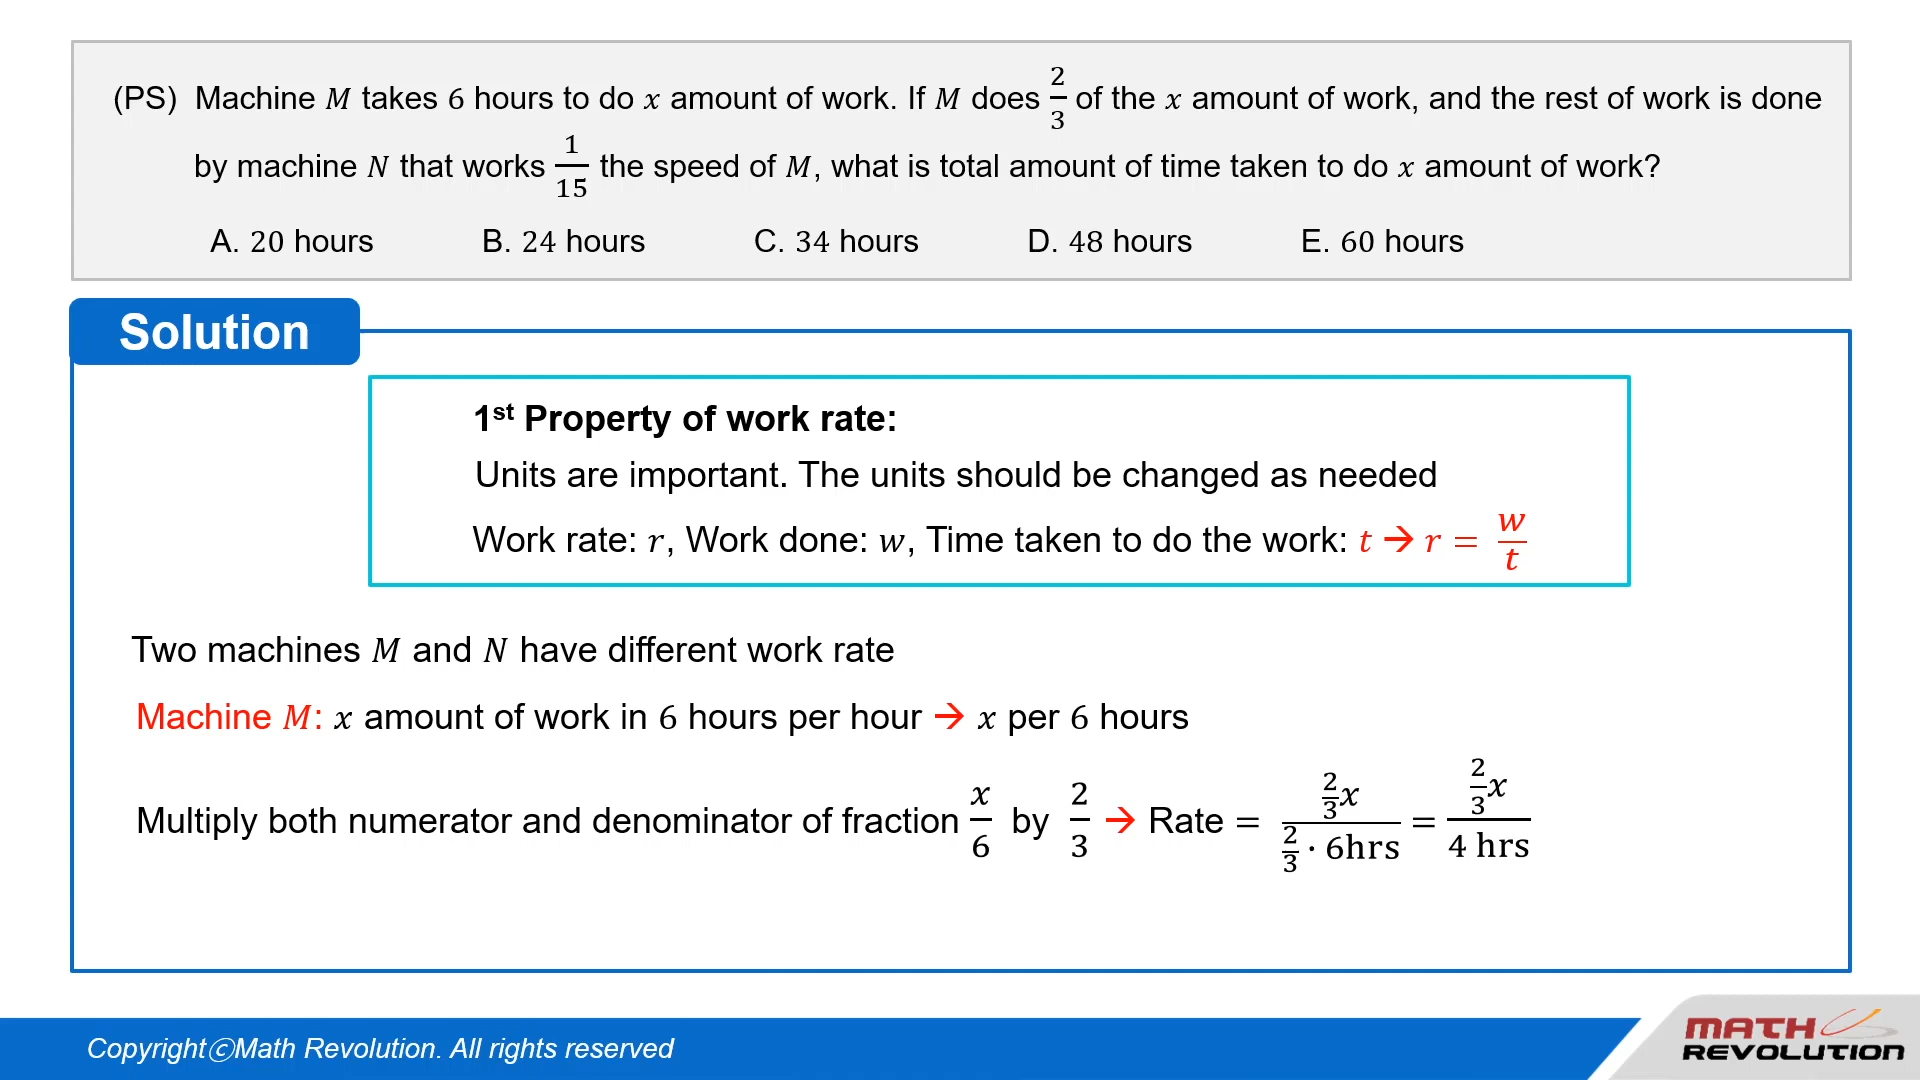 (PS) Machine M takes 6 hours to do x amount of work. If M does 2/3 of the x amount of work, and the rest of work is done
by machine N that works 1/15 the speed of M, what is total amount of time taken to do x amount of work?
A. 20 hours B. 24 hours C. 34 hours D. 48 hours E. 60 hours
Solution
1st Property of work rate:
Units are important. The units should be changed as needed
Work rate: r, Work done: w, Time taken to do the work: t → r = w/t
Two machines M and N have different work rate
Machine M: x amount of work in 6 hours per hour → x per 6 hours
Multiply both numerator and denominator of fraction x/6 by 2/3 → Rate = (2/3 x)/(2/3 · 6hrs) = (2/3 x)/(4 hrs)
Copyrightⓒ Math Revolution. All rights reserved
MATH
REVOLUTION